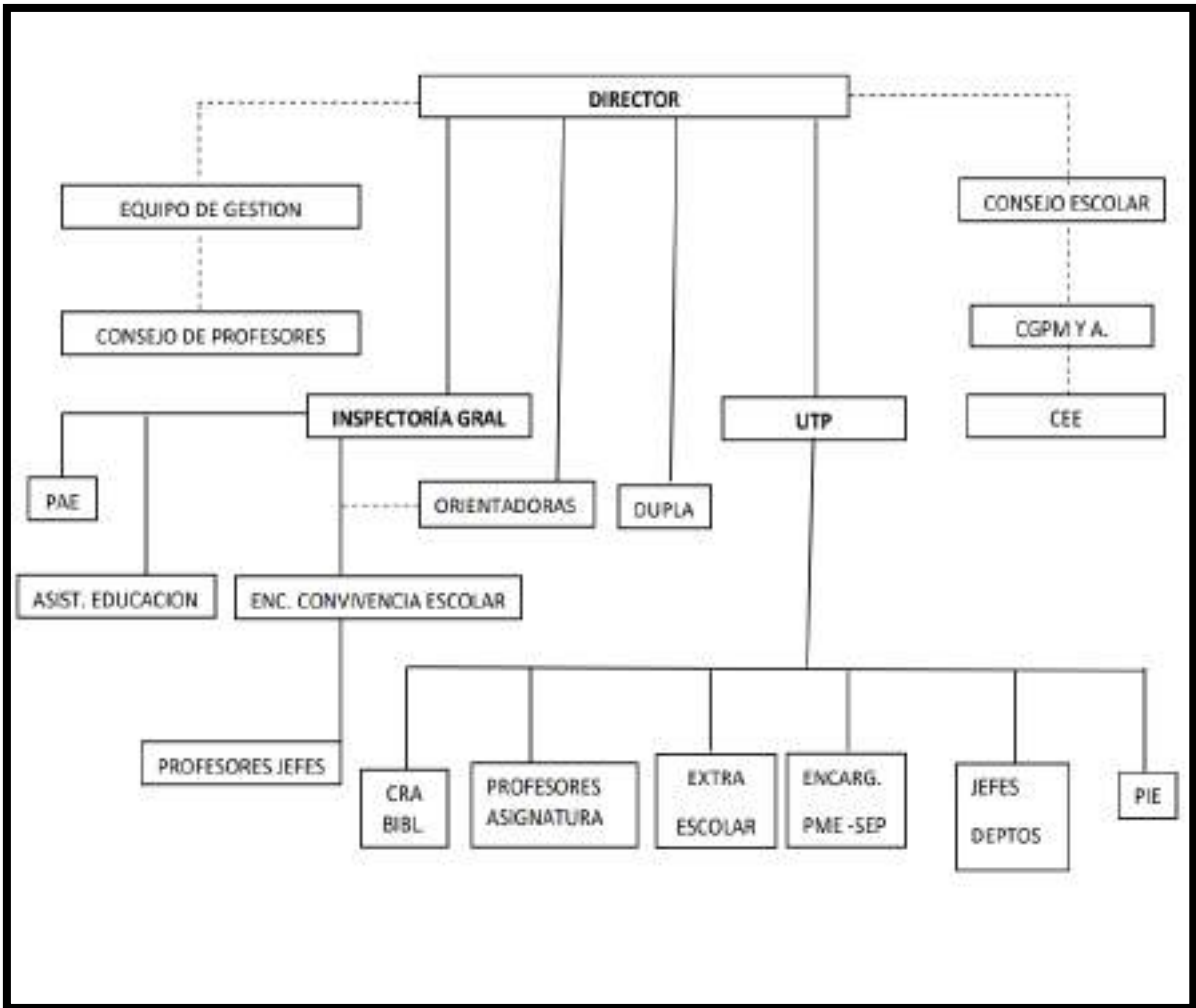 DIRECTOR
EQUIPO DE GESTION
CONSEJO ESCOLAR
CONSEJO DE PROFESORES
CGPM Y A.
INSPECTORÍA GRAL
UTP
CEE
PAE
ORIENTADORAS
DUPLA
ASIST. EDUCACION
ENC. CONVIVENCIA ESCOLAR
PROFESORES JEFES
CRA
BIBL.
PROFESORES
ASIGNATURA
EXTRA
ESCOLAR
ENCARG.
PME -SEP
JEFES
DEPTOS
PIE